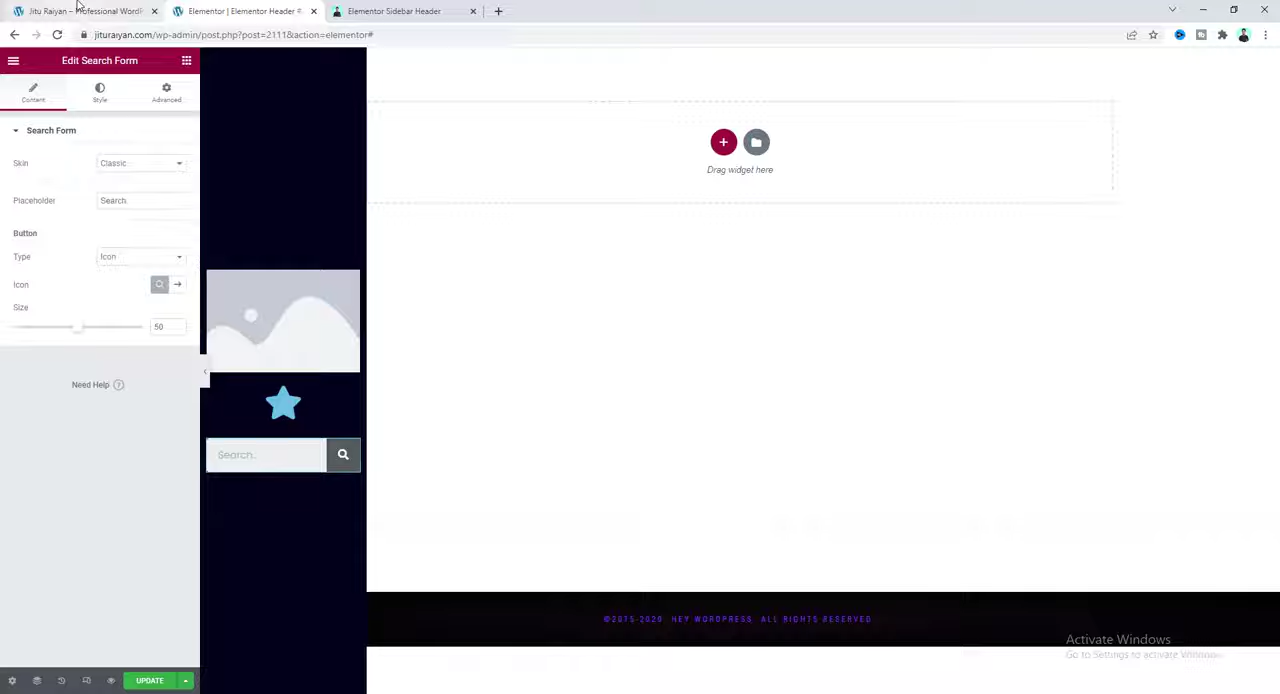 Jitu Raiyan – Professional WordP
Elementor | Elementor Header #
Elementor Sidebar Header
jituraiyan.com/wp-admin/post.php?post=2111&action=elementor#
Edit Search Form
Content
Style
Advanced
Search Form
Skin
Classic
Placeholder
Search.
Button
Type
Icon
Icon
Size
50
Need Help
UPDATE
Search..
Drag widget here
©2015-2020 HEY WORDPRESS. ALL RIGHTS RESERVED
Activate Windows
Go to Settings to activate Windows.